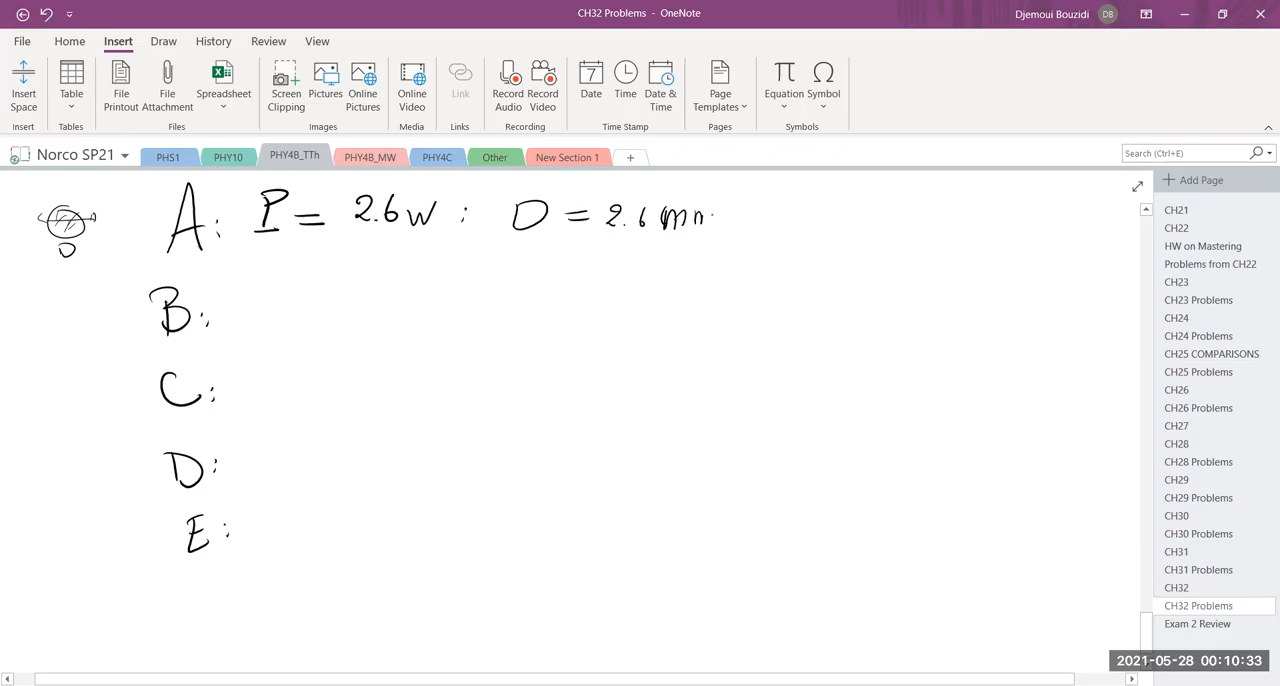 CH32 Problems - OneNote
Djemoui Bouzidi DB
File Home Insert Draw History Review View
Insert Space Table File Printout File Attachment Spreadsheet Screen Clipping Pictures Online Pictures Online Video Link Record Audio Record Video Date Time Date & Time Page Templates Equation Symbol
Insert Tables Files Images Media Links Recording Time Stamp Pages Symbols
Norco SP21 PHS1 PHY10 PHY4B_TTh PHY4B_MW PHY4C Other New Section 1 + Search (Ctrl+E)
Add Page
D
A: P = 2.6 W : D = 2.6 mm
B:
C:
D:
E:
CH21
CH22
HW on Mastering
Problems from CH22
CH23
CH23 Problems
CH24
CH24 Problems
CH25 COMPARISONS
CH25 Problems
CH26
CH26 Problems
CH27
CH28
CH28 Problems
CH29
CH29 Problems
CH30
CH30 Problems
CH31
CH31 Problems
CH32
CH32 Problems
Exam 2 Review
2021-05-28 00:10:33